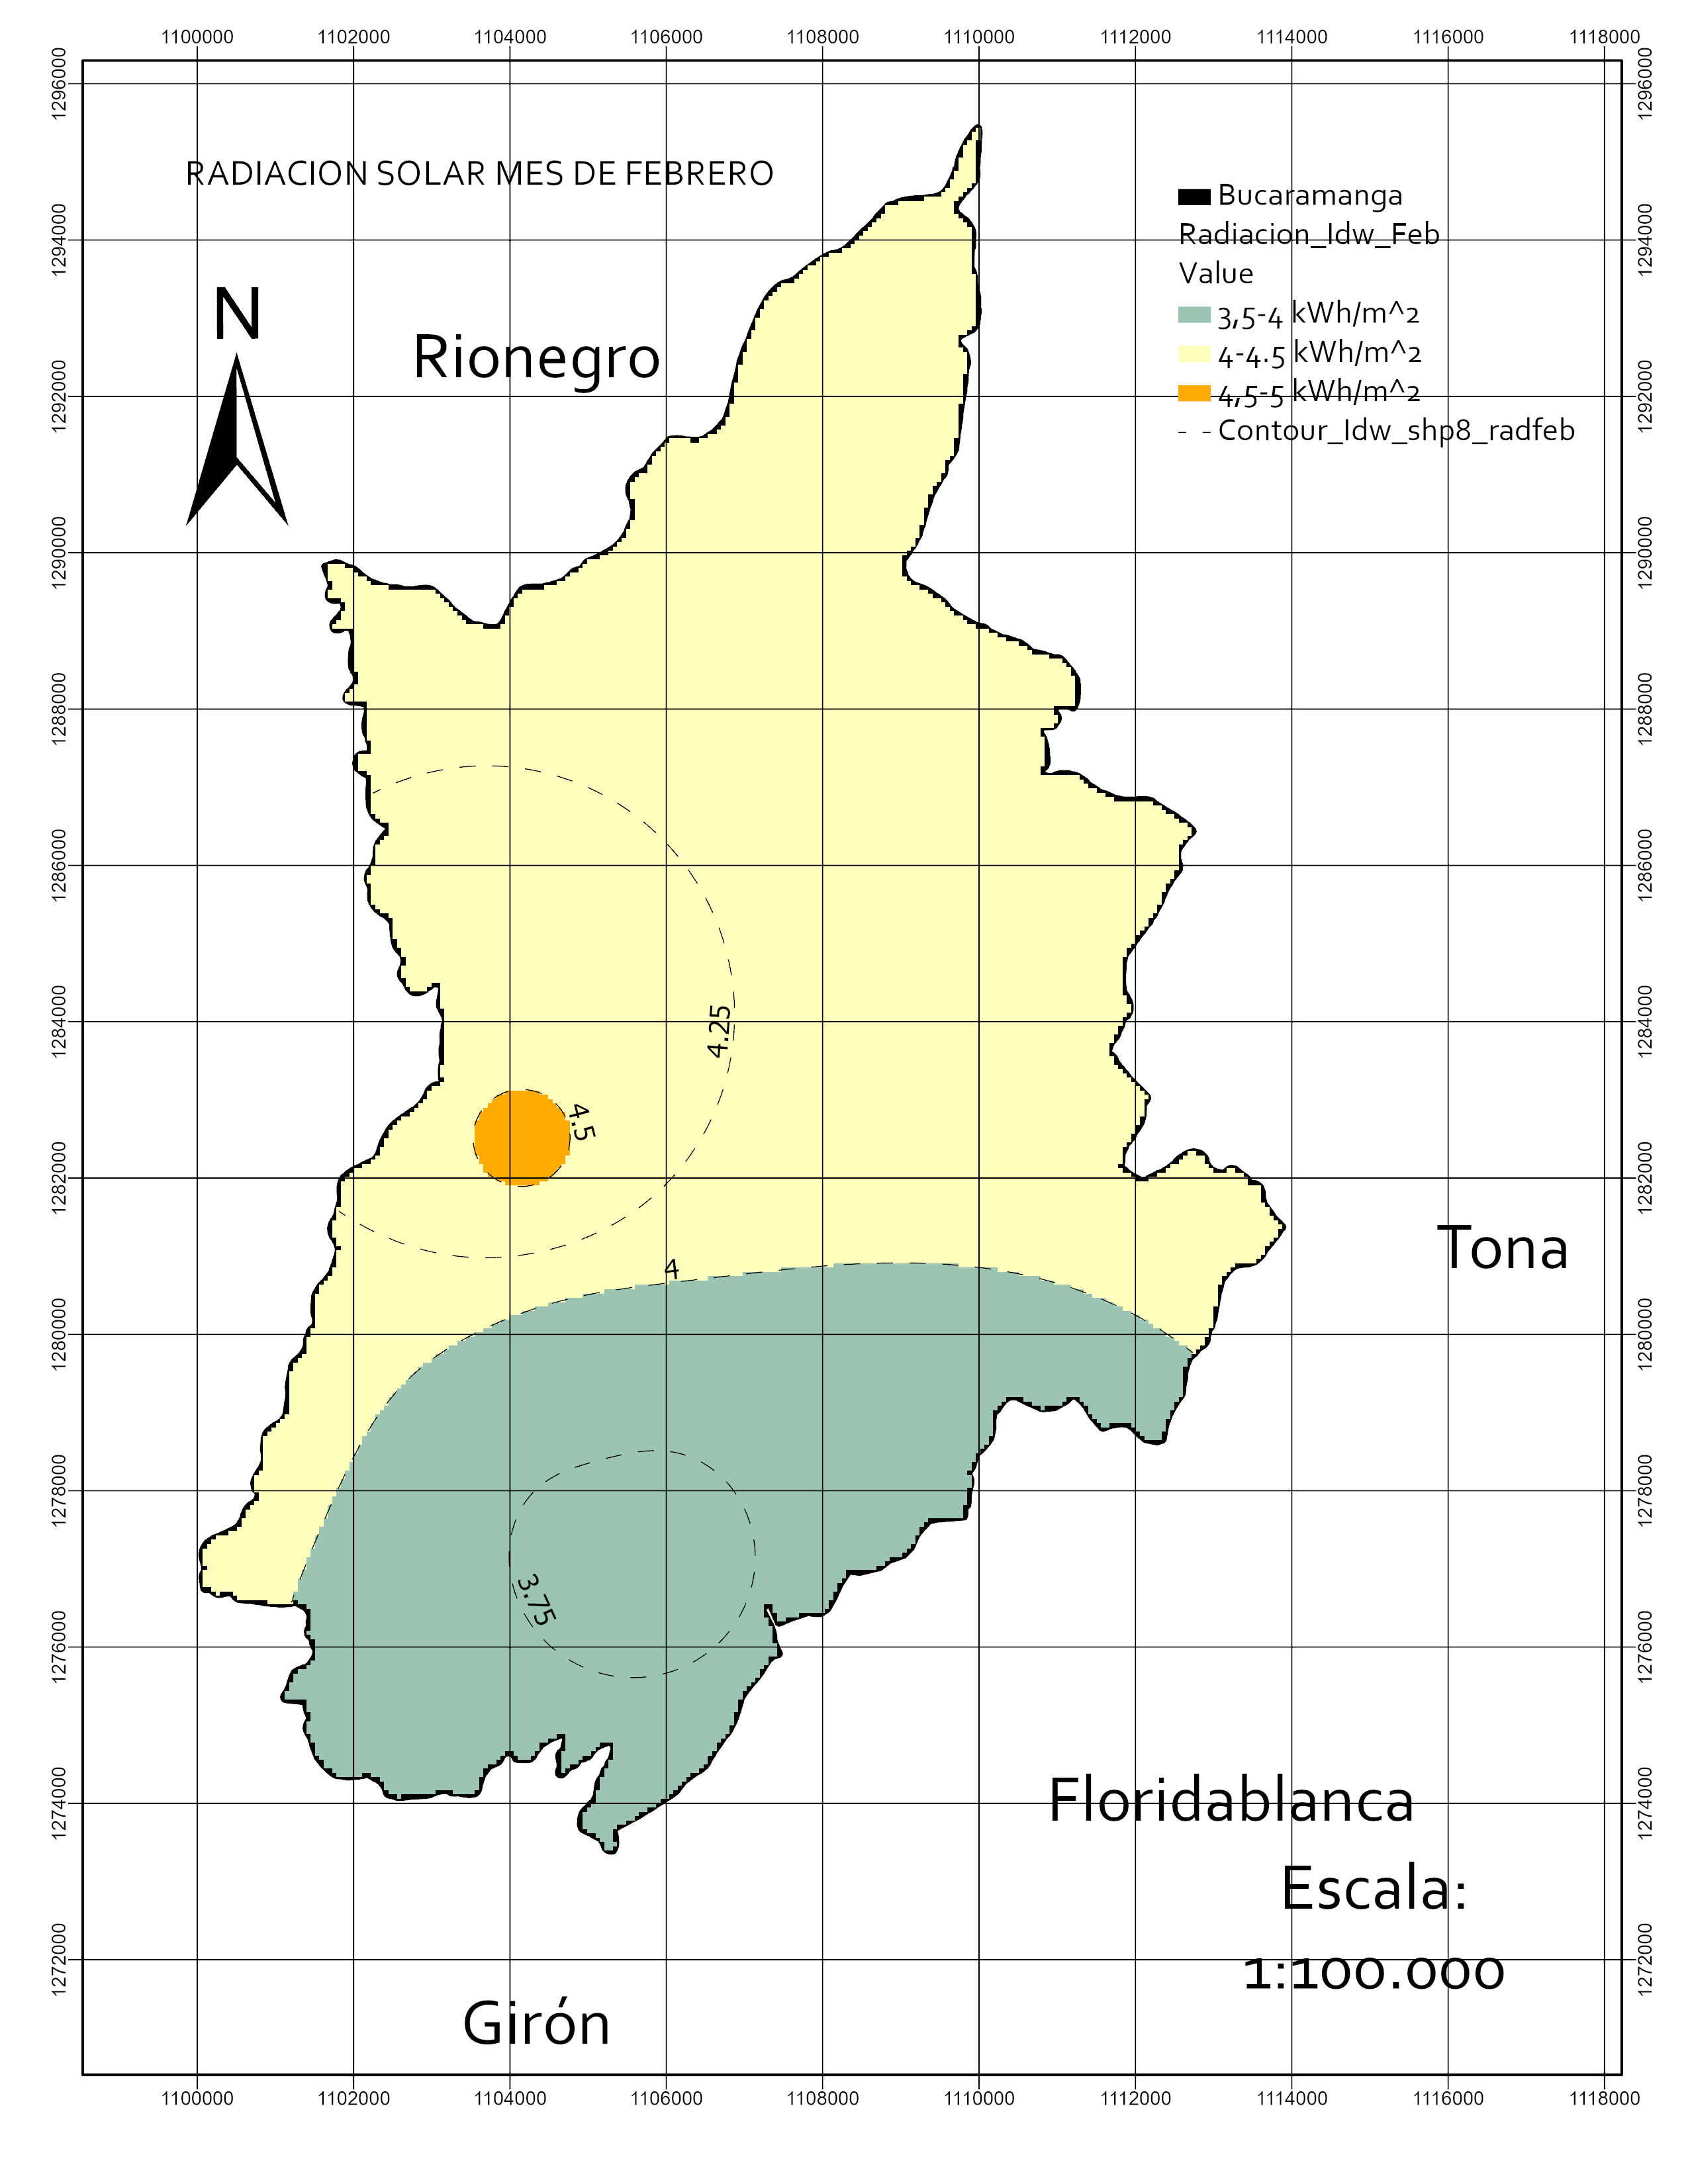 1100000 1102000 1104000 1106000 1108000 1110000 1112000 1114000 1116000 1118000
1296000
1296000
RADIACION SOLAR MES DE FEBRERO
Bucaramanga
Radiacion_Idw_Feb
Value
3,5-4 kWh/m^2
4-4.5 kWh/m^2
4,5-5 kWh/m^2
Contour_Idw_shp8_radfeb
1294000
1294000
N
Rionegro
1292000
1292000
1290000
1290000
1288000
1288000
1286000
1286000
1284000
4.25
1284000
4.5
1282000
1282000
Tona
4
1280000
1280000
1278000
1278000
3.75
1276000
1276000
1274000
Floridablanca
1274000
Escala:
1:100.000
1272000
1272000
Girón
1100000 1102000 1104000 1106000 1108000 1110000 1112000 1114000 1116000 1118000